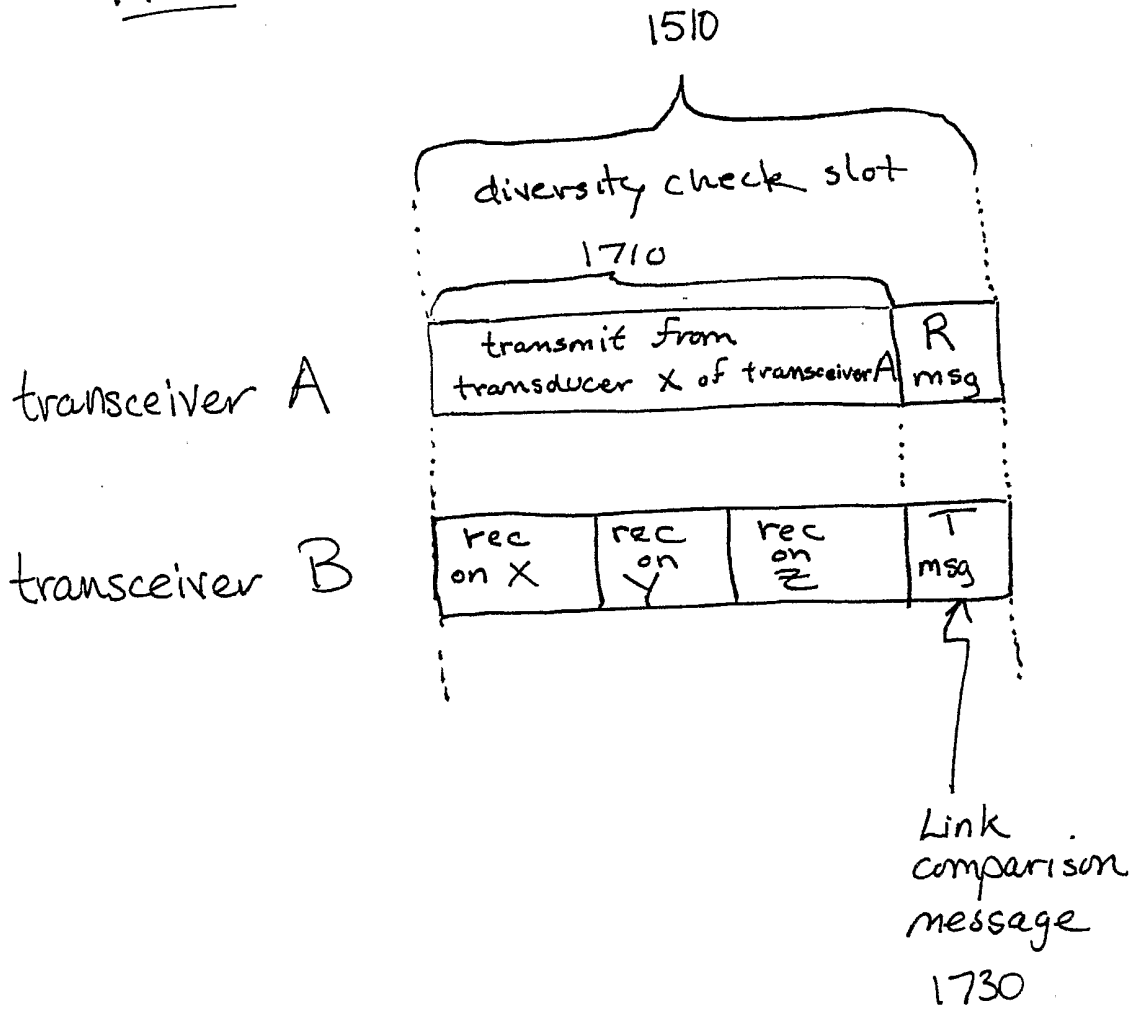 1510
diversity check slot
1710
transmit from
transducer X of transceiver A
R
msg
transceiver A
rec
on X
rec
on
Y
rec
on
Z
T
msg
transceiver B
Link
comparison
message
1730